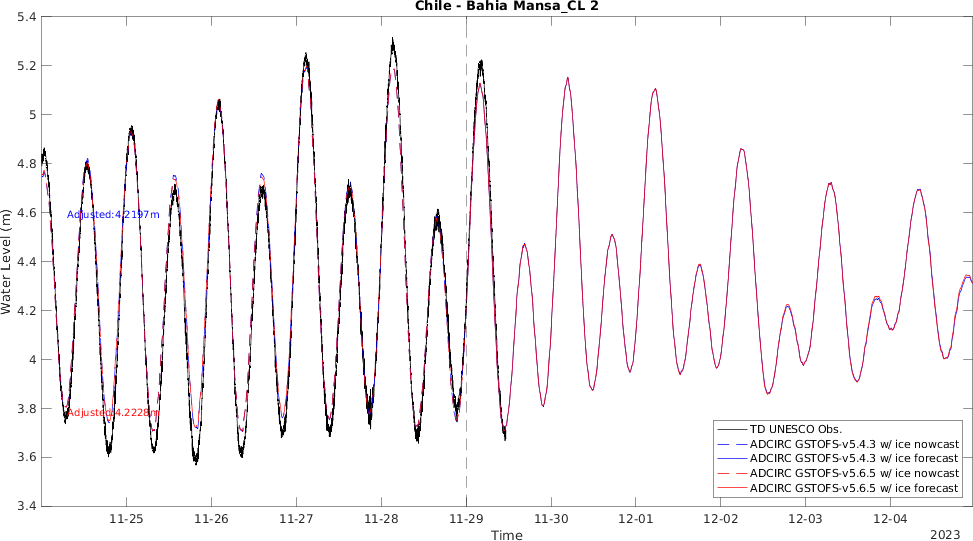 Chile - Bahia Mansa_CL 2
5.4
5.2
5
4.8
4.6
4.4
4.2
4
3.8
3.6
3.4
Water Level (m)
Adjusted:4.2197m
Adjusted:4.2228m
TD UNESCO Obs.
ADCIRC GSTOFS-v5.4.3 w/ ice nowcast
ADCIRC GSTOFS-v5.4.3 w/ ice forecast
ADCIRC GSTOFS-v5.6.5 w/ ice nowcast
ADCIRC GSTOFS-v5.6.5 w/ ice forecast
11-25 11-26 11-27 11-28 11-29 11-30 12-01 12-02 12-03 12-04
Time
2023